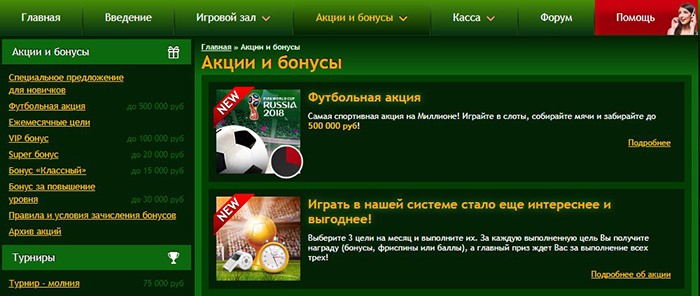 Главная Введение Игровой зал Акции и бонусы Касса Форум Помощь
Акции и бонусы
Специальное предложение
для новичков
Футбольная акция до 500 000 руб
Ежемесячные цели
VIP бонус до 100 000 руб
Super бонус до 20 000 руб
Бонус «Классный» до 15 000 руб
Бонус за повышение
уровня до 30 000 руб
Правила и условия зачисления бонусов
Архив акций
Турниры
Турнир - молния 75 000 руб
Главная » Акции и бонусы
Акции и бонусы
NEW
FIFA WORLD CUP
RUSSIA
2018
Футбольная акция
Самая спортивная акция на Миллионе! Играйте в слоты, собирайте мячи и забирайте до
500 000 руб!
Подробнее
NEW
Играть в нашей системе стало еще интереснее и
выгоднее!
Выберите 3 цели на месяц и выполните их. За каждую выполненную цель Вы получите
награду (бонусы, фриспины или баллы), а главный приз ждет Вас за выполнение всех
трех!
Подробнее об акции